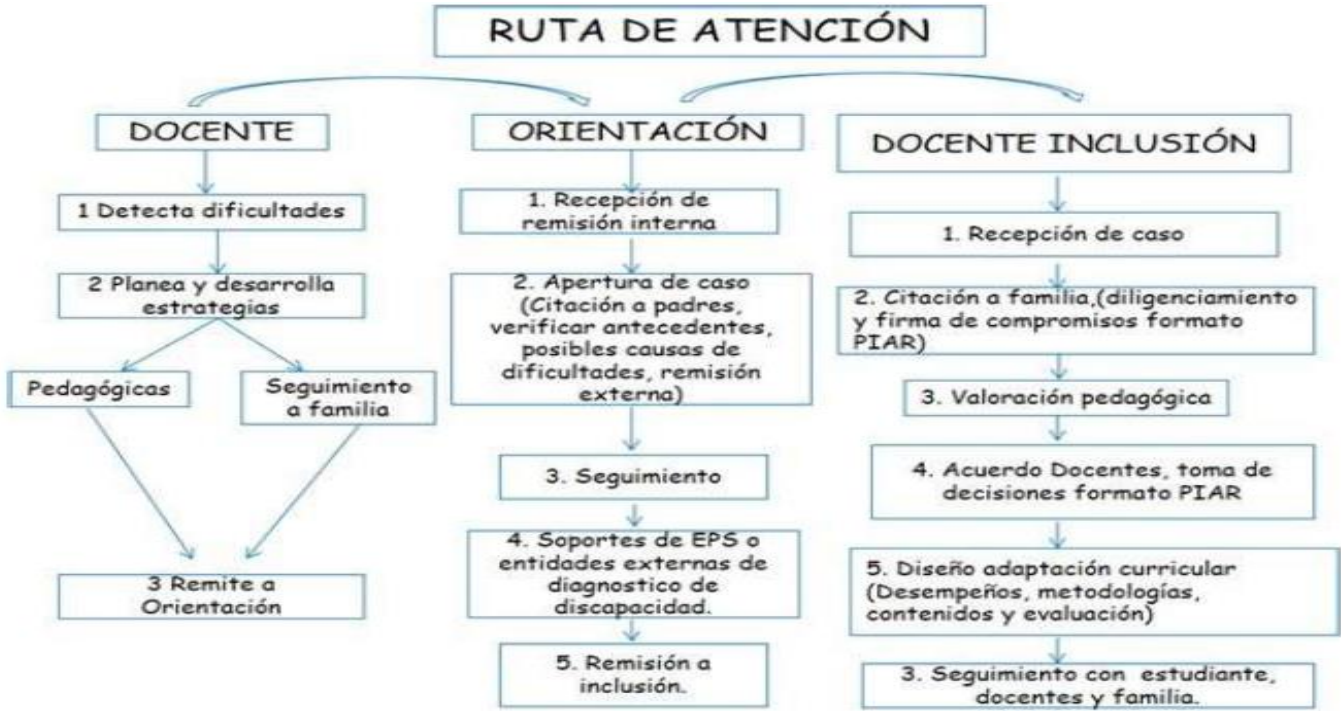 RUTA DE ATENCIÓN
DOCENTE
1 Detecta dificultades
2 Planea y desarrolla
estrategias
Pedagógicas
Seguimiento
a familia
3 Remite a
Orientación
ORIENTACIÓN
1. Recepción de
remisión interna
2. Apertura de caso
(Citación a padres,
verificar antecedentes,
posibles causas de
dificultades, remisión
externa)
3. Seguimiento
4. Soportes de EPS o
entidades externas de
diagnostico de
discapacidad.
5. Remisión a
inclusión.
DOCENTE INCLUSIÓN
1. Recepción de caso
2. Citación a familia,(diligenciamiento
y firma de compromisos formato
PIAR)
3. Valoración pedagógica
4. Acuerdo Docentes, toma de
decisiones formato PIAR
5. Diseño adaptación curricular
(Desempeños, metodologías,
contenidos y evaluación)
3. Seguimiento con estudiante,
docentes y familia.